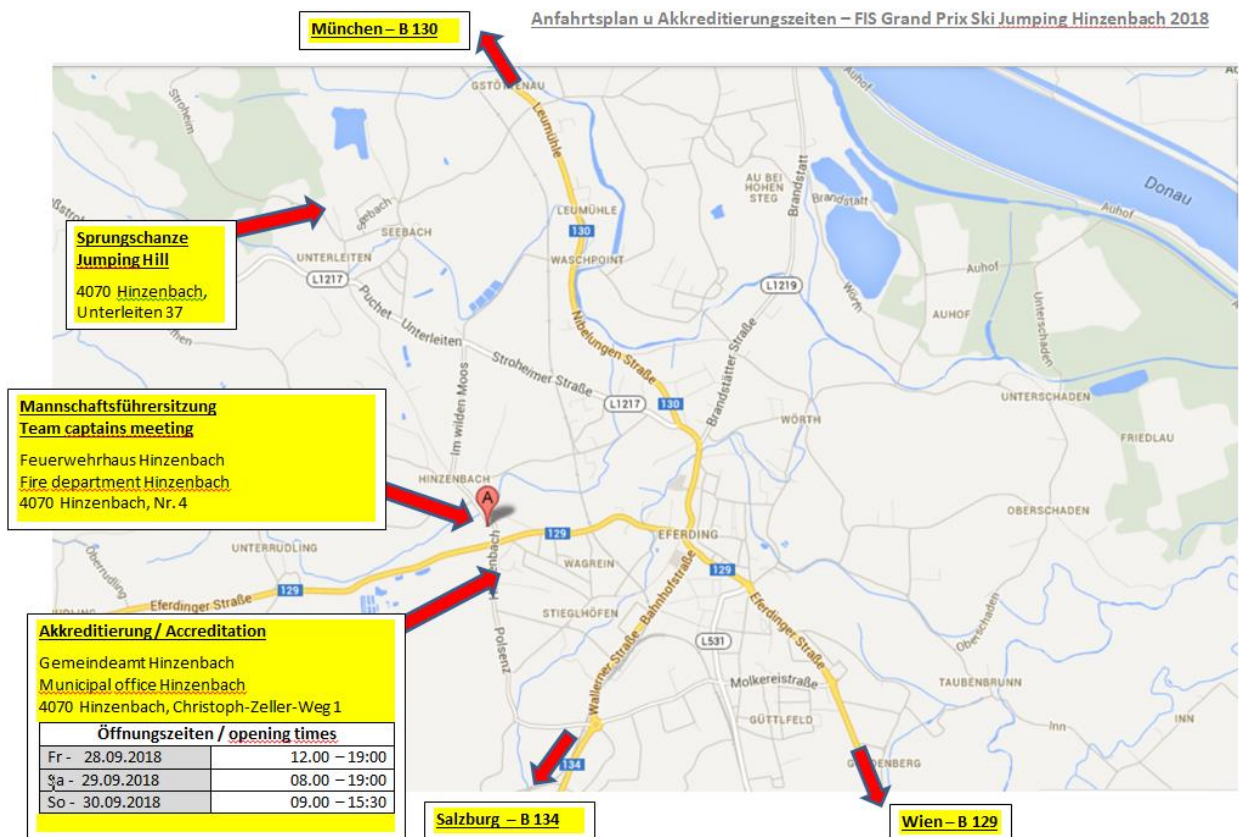 Anfahrtsplan u Akkreditierungszeiten – FIS Grand Prix Ski Jumping Hinzenbach 2018
München – B 130
GSTÖTTENAU
Auhof
Stroheim
Leumühle
Brandstatt
AU BEI
HOHEN
STEG
Brandstatt
Donau
Auhof
Seebach
SEEBACH
LEUMÜHLE
130
WASCHPOINT
Sprungschanze
Jumping Hill
4070 Hinzenbach,
Unterleiten 37
UNTERLEITEN
L1217
L1219
Wörth
Auhof
AUHOF
Unterschaden
Puchet
Unterleiten
Nibelungen Straße
Stroheimer Straße
Brandstätter Straße
Im wilden Moos
L1217
130
WÖRTH
UNTERSCHADEN
FRIEDLAU
Mannschaftsführersitzung
Team captains meeting
Feuerwehrhaus Hinzenbach
Fire department Hinzenbach
4070 Hinzenbach, Nr. 4
HINZENBACH
A
OBERSCHADEN
UNTERRUDLING
Oberrudling
129
EFERDING
WAGREIN
129
Eferdinger Straße
129
STIEGLHÖFEN
Bahnhofstraße
Eferdinger Straße
Oberschaden
Polsenz
L531
Wallerner Straße
Molkereistraße
TAUBENBRUNN
GÜTTLFELD
Inn
INN
134
Akkreditierung / Accreditation
Gemeindeamt Hinzenbach
Municipal office Hinzenbach
4070 Hinzenbach, Christoph-Zeller-Weg 1
Öffnungszeiten / opening times
Fr - 28.09.2018 12.00 – 19:00
Sa - 29.09.2018 08.00 – 19:00
So - 30.09.2018 09.00 – 15:30
Salzburg – B 134
Wien – B 129